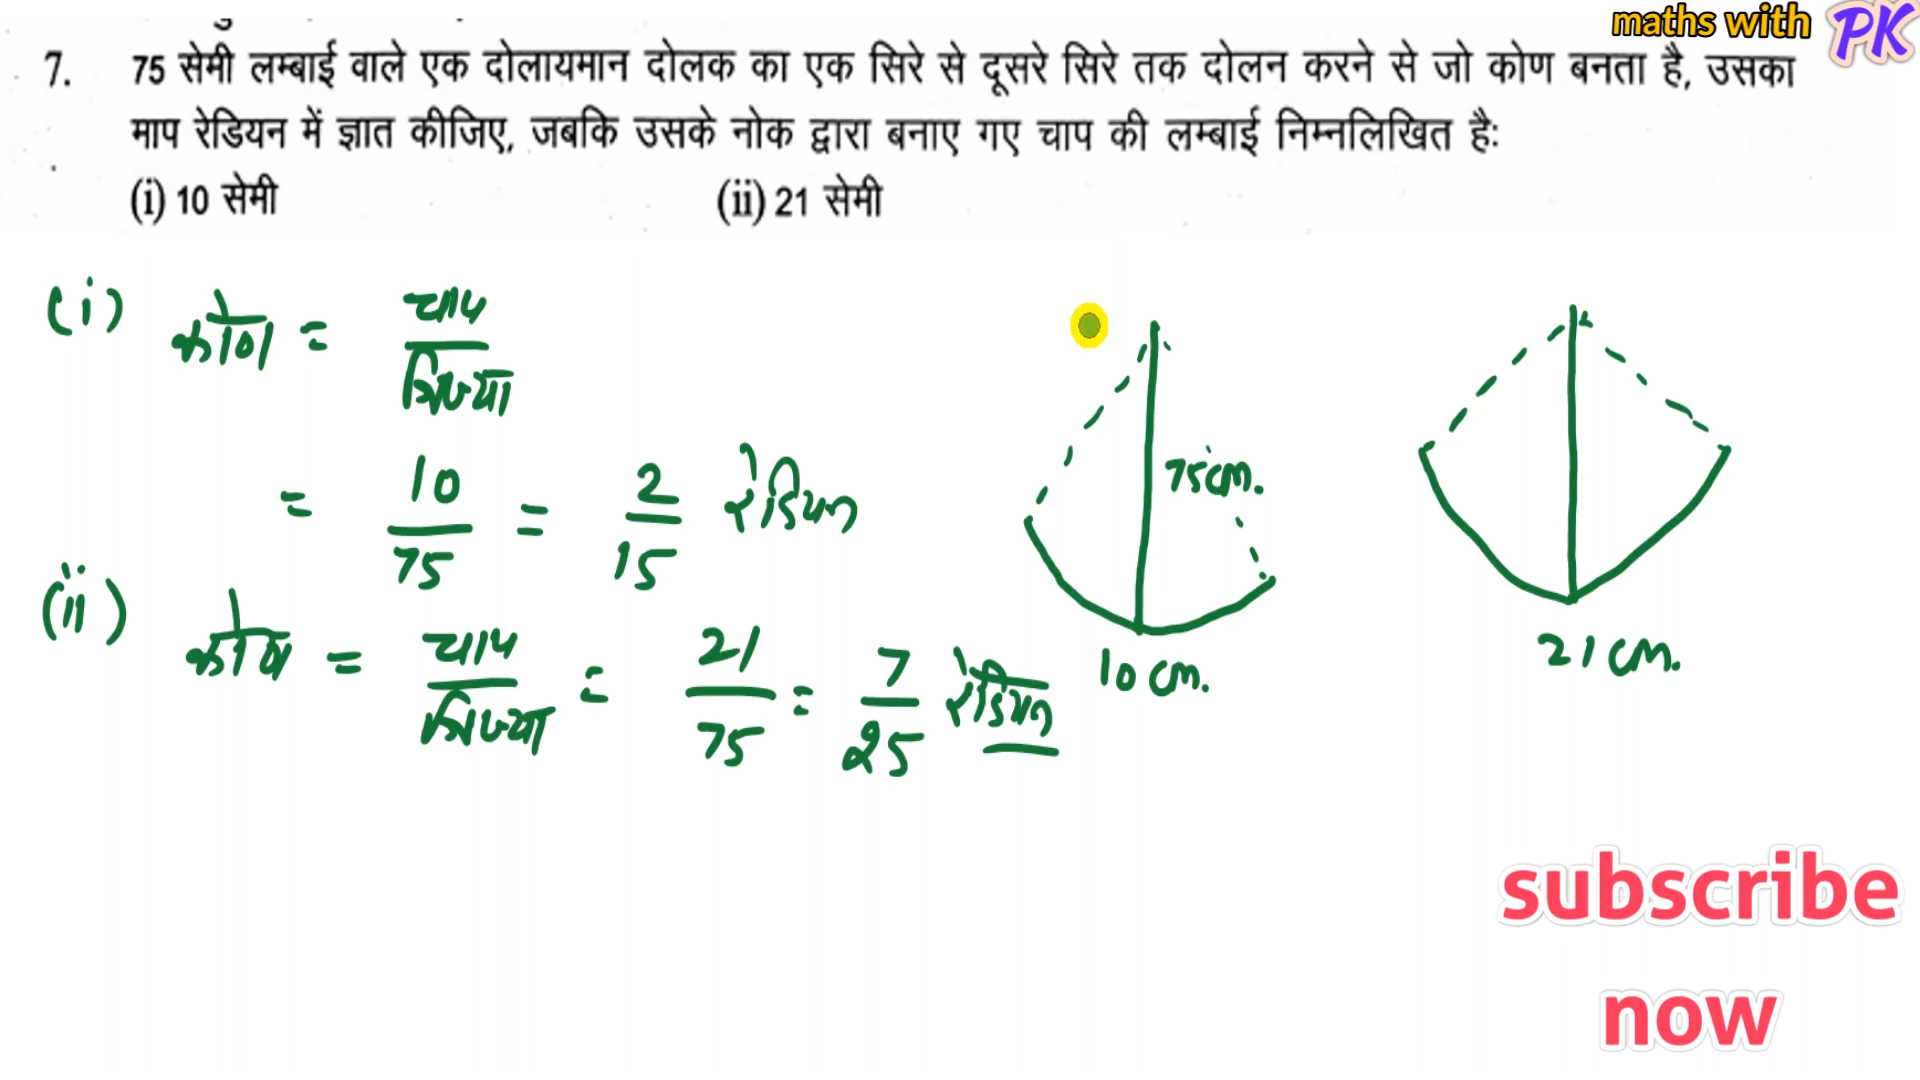 maths with PK
7. 75 सेमी लम्बाई वाले एक दोलायमान दोलक का एक सिरे से दूसरे सिरे तक दोलन करने से जो कोण बनता है, उसका
माप रेडियन में ज्ञात कीजिए, जबकि उसके नोक द्वारा बनाए गए चाप की लम्बाई निम्नलिखित है:
(i) 10 सेमी (ii) 21 सेमी
(i) कोण = चाप / त्रिज्या
= 10/75 = 2/15 रेडियन
(ii) कोण = चाप / त्रिज्या = 21/75 = 7/25 रेडियन
75 cm.
10 cm.
21 cm.
subscribe
now